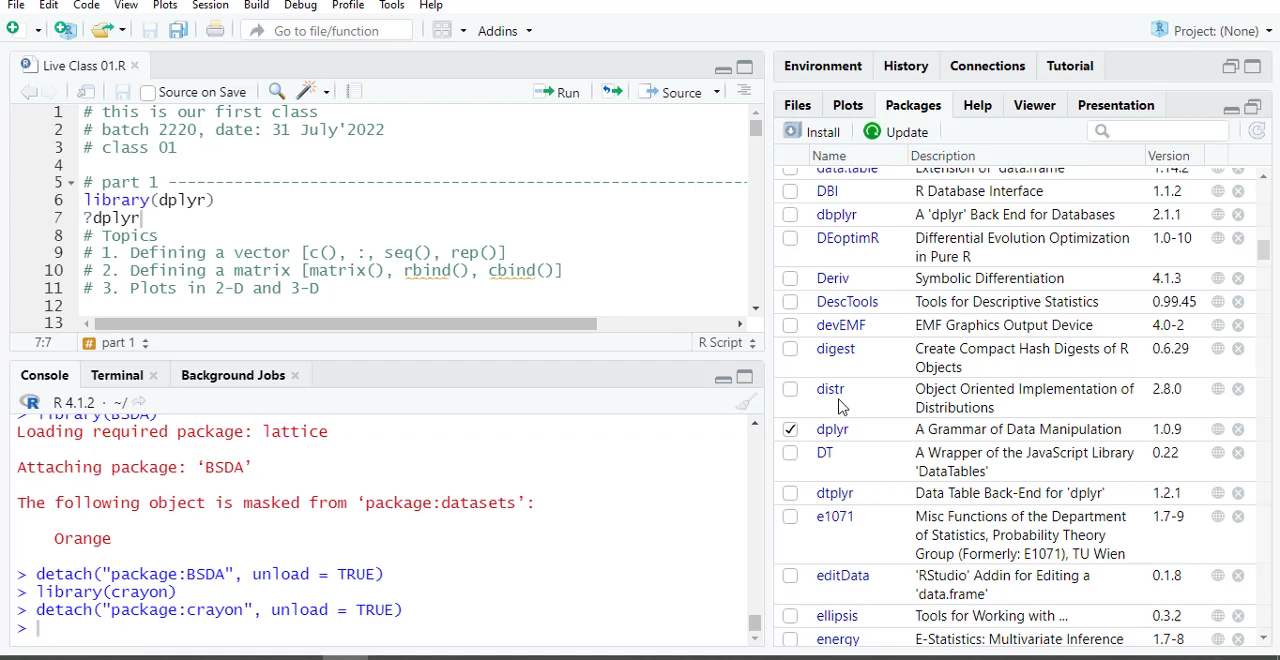 File Edit Code View Plots Session Build Debug Profile Tools Help
Go to file/function Addins Project: (None)
Live Class 01.R
Source on Save Run Source
1 # this is our first class
2 # batch 2220, date: 31 July'2022
3 # class 01
4
5 # part 1 -----------------------------------------------------------------
6 library(dplyr)
7 ?dplyr
8 # Topics
9 # 1. Defining a vector [c(), :, seq(), rep()]
10 # 2. Defining a matrix [matrix(), rbind(), cbind()]
11 # 3. Plots in 2-D and 3-D
12
13
7:7 # part 1 R Script
Console Terminal Background Jobs
R R 4.1.2 · ~/
> library(BSDA)
Loading required package: lattice
Attaching package: ‘BSDA’
The following object is masked from ‘package:datasets’:
Orange
> detach("package:BSDA", unload = TRUE)
> library(crayon)
> detach("package:crayon", unload = TRUE)
>
Environment History Connections Tutorial
Files Plots Packages Help Viewer Presentation
Install Update
Name Description Version
data.table Extension of `data.frame` 1.14.2
DBI R Database Interface 1.1.2
dbplyr A 'dplyr' Back End for Databases 2.1.1
DEoptimR Differential Evolution Optimization 1.0-10
in Pure R
Deriv Symbolic Differentiation 4.1.3
DescTools Tools for Descriptive Statistics 0.99.45
devEMF EMF Graphics Output Device 4.0-2
digest Create Compact Hash Digests of R 0.6.29
Objects
distr Object Oriented Implementation of 2.8.0
Distributions
dplyr A Grammar of Data Manipulation 1.0.9
DT A Wrapper of the JavaScript Library 0.22
'DataTables'
dtplyr Data Table Back-End for 'dplyr' 1.2.1
e1071 Misc Functions of the Department 1.7-9
of Statistics, Probability Theory
Group (Formerly: E1071), TU Wien
editData 'RStudio' Addin for Editing a 0.1.8
'data.frame'
ellipsis Tools for Working with ... 0.3.2
energy E-Statistics: Multivariate Inference 1.7-8